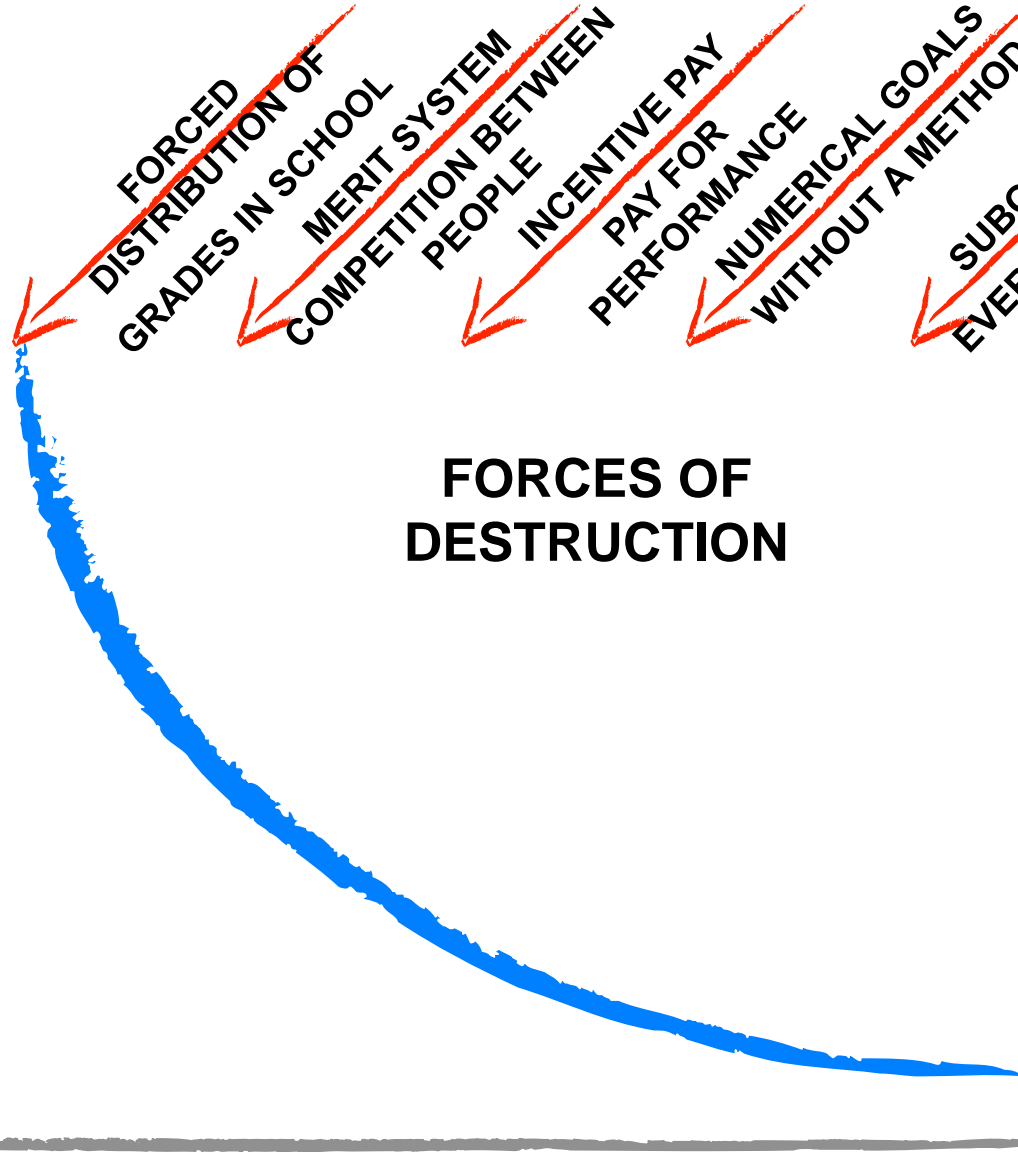 FORCED
DISTRIBUTION OF
GRADES IN SCHOOL
MERIT SYSTEM
COMPETITION BETWEEN
PEOPLE
INCENTIVE PAY
PAY FOR
PERFORMANCE
NUMERICAL GOALS
WITHOUT A METHOD
FORCES OF
DESTRUCTION